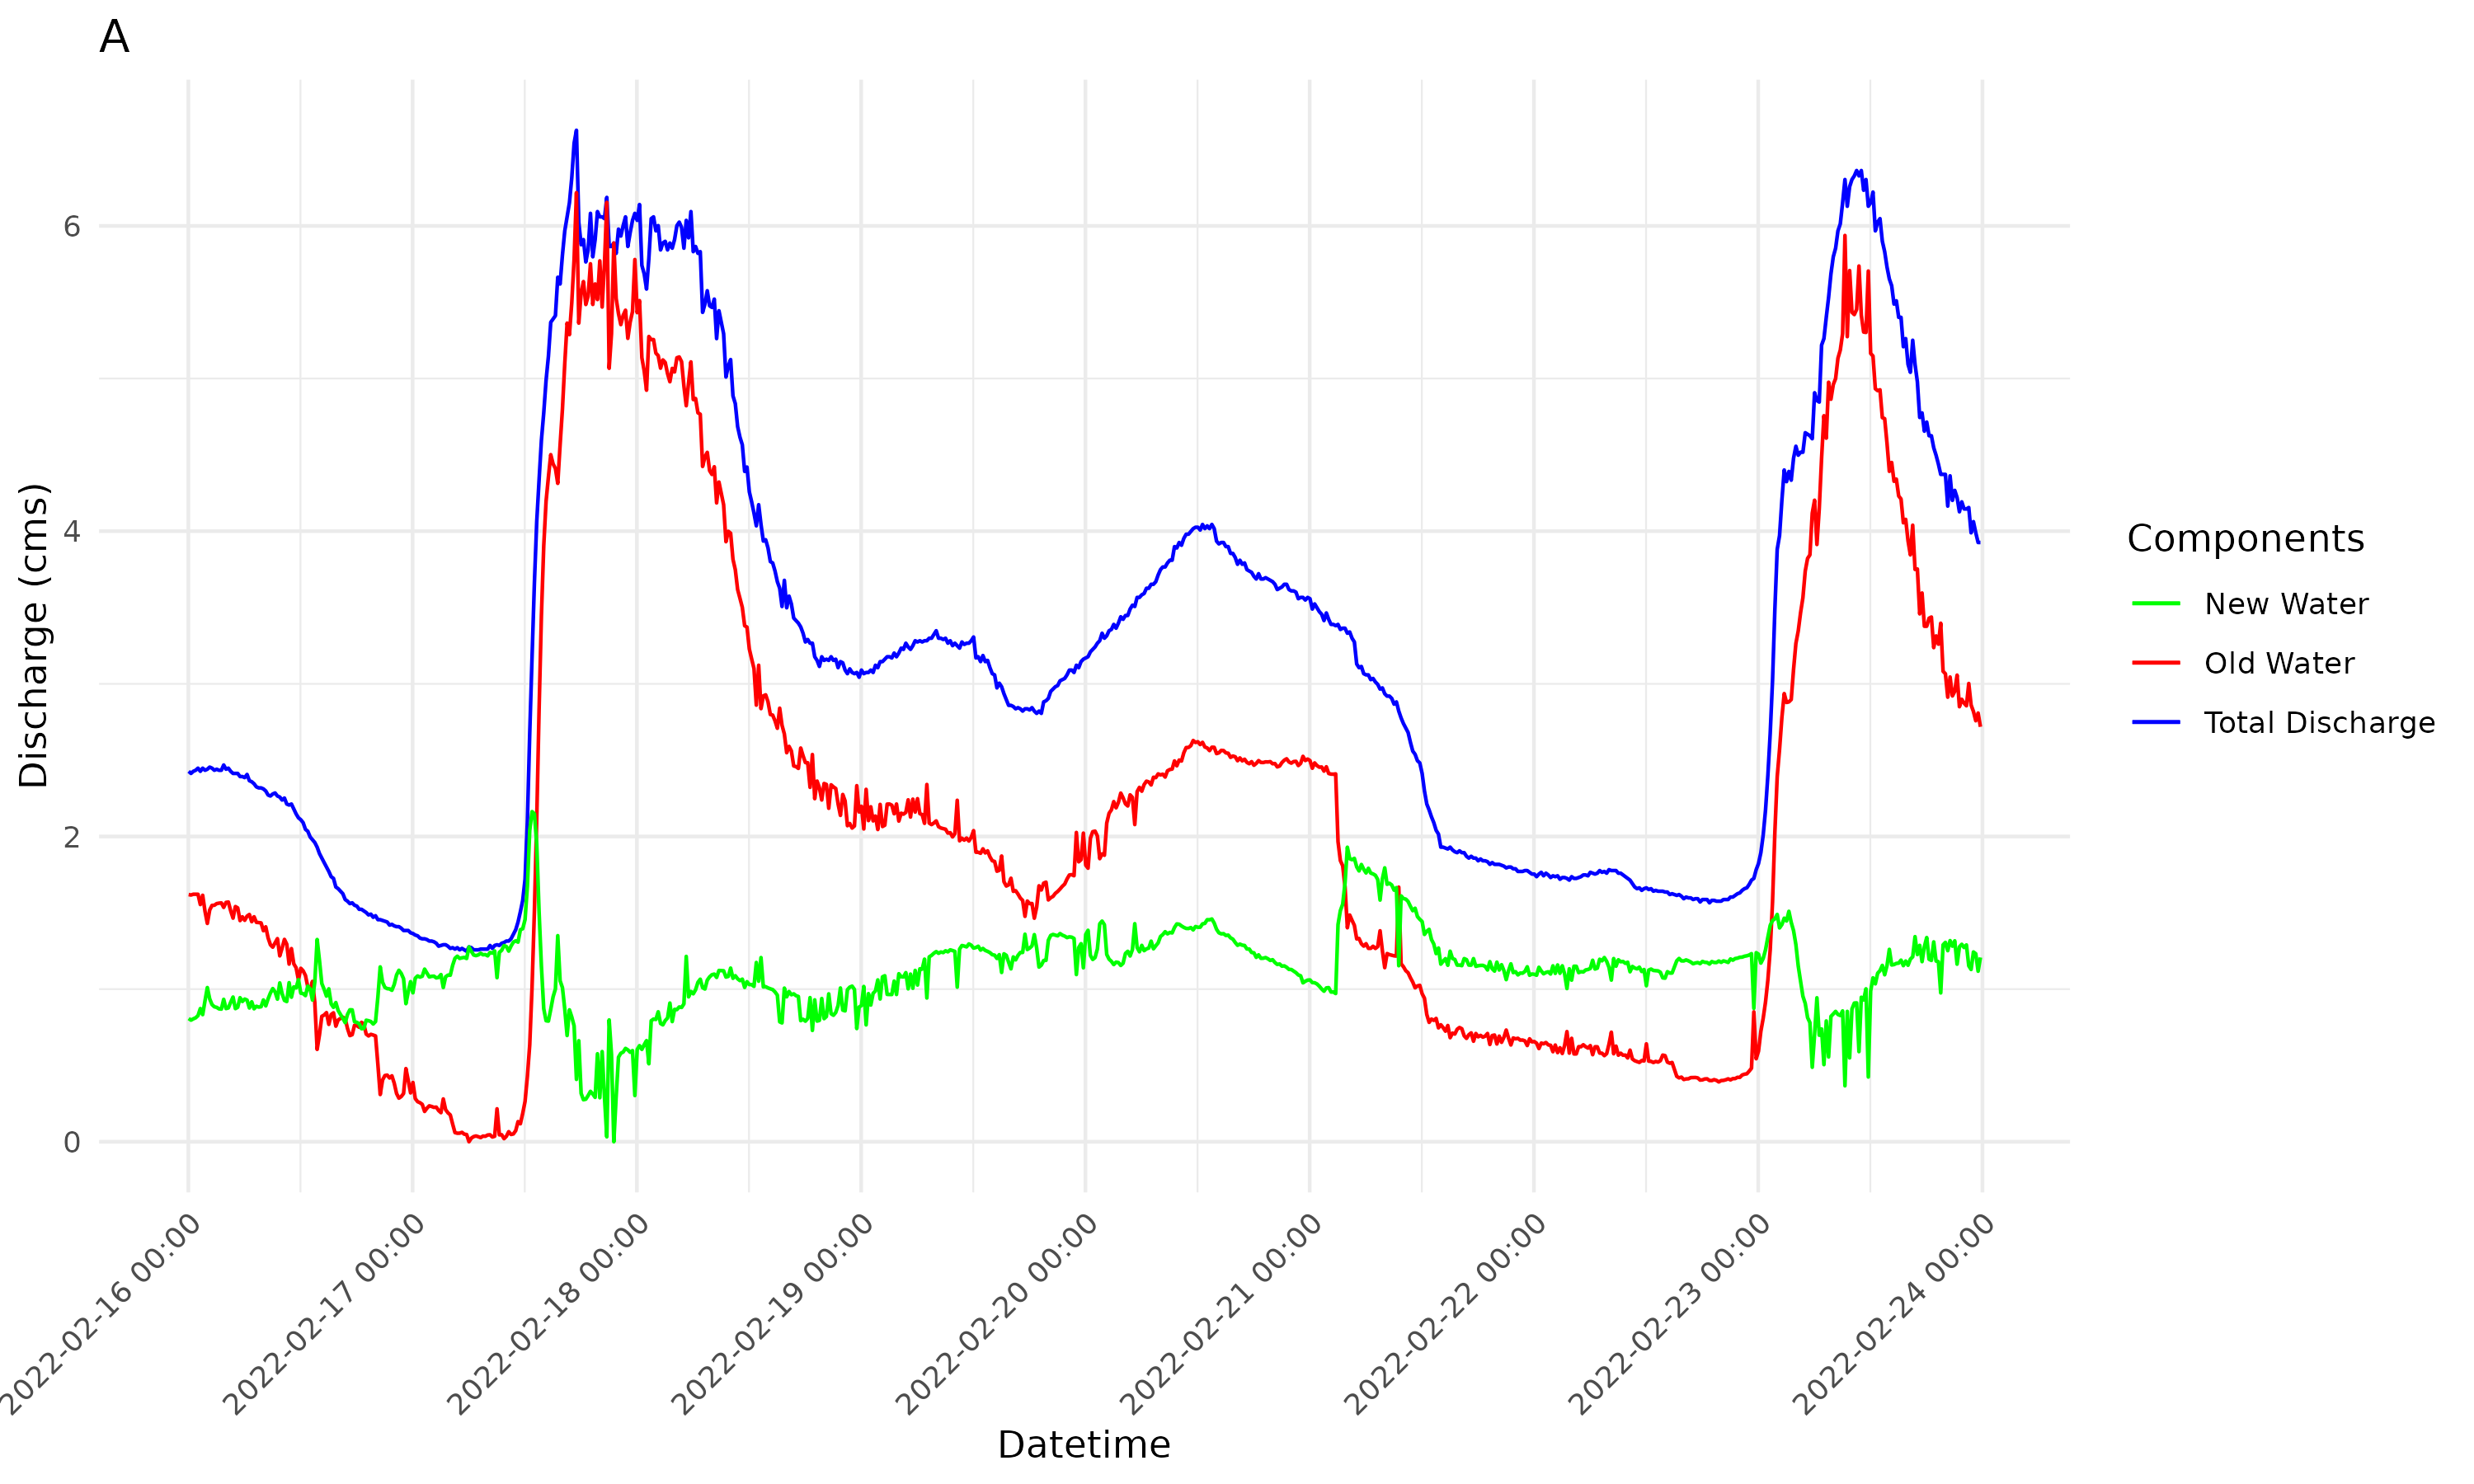 A
Discharge (cms)
6
4
2
0
2022-02-16 00:00
2022-02-17 00:00
2022-02-18 00:00
2022-02-19 00:00
2022-02-20 00:00
2022-02-21 00:00
2022-02-22 00:00
2022-02-23 00:00
2022-02-24 00:00
Datetime
Components
New Water
Old Water
Total Discharge